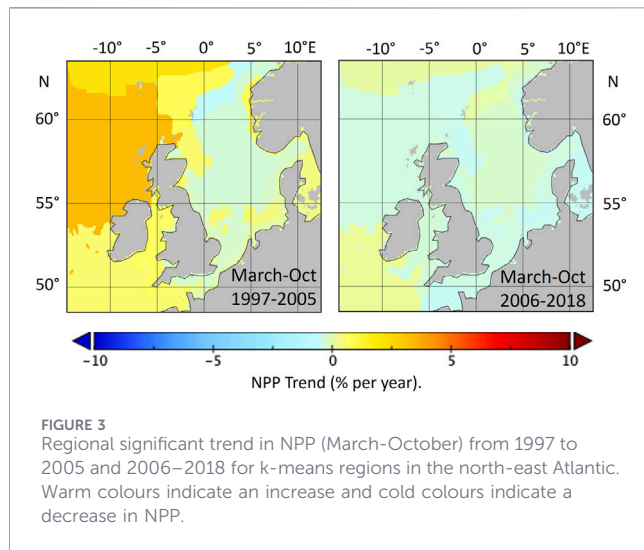 -10° -5° 0° 5° 10°E -10° -5° 0° 5° 10°E
N N
60° 60°
55° 55°
50° 50°
March-Oct
1997-2005
March-Oct
2006-2018
-10 -5 0 5 10
NPP Trend (% per year).
FIGURE 3
Regional significant trend in NPP (March-October) from 1997 to
2005 and 2006–2018 for k-means regions in the north-east Atlantic.
Warm colours indicate an increase and cold colours indicate a
decrease in NPP.